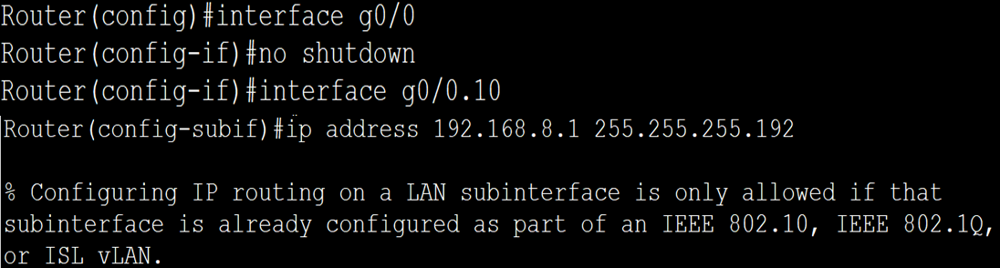 Router(config)#interface g0/0
Router(config-if)#no shutdown
Router(config-if)#interface g0/0.10
Router(config-subif)#ip address 192.168.8.1 255.255.255.192
% Configuring IP routing on a LAN subinterface is only allowed if that
subinterface is already configured as part of an IEEE 802.10, IEEE 802.1Q,
or ISL vLAN.